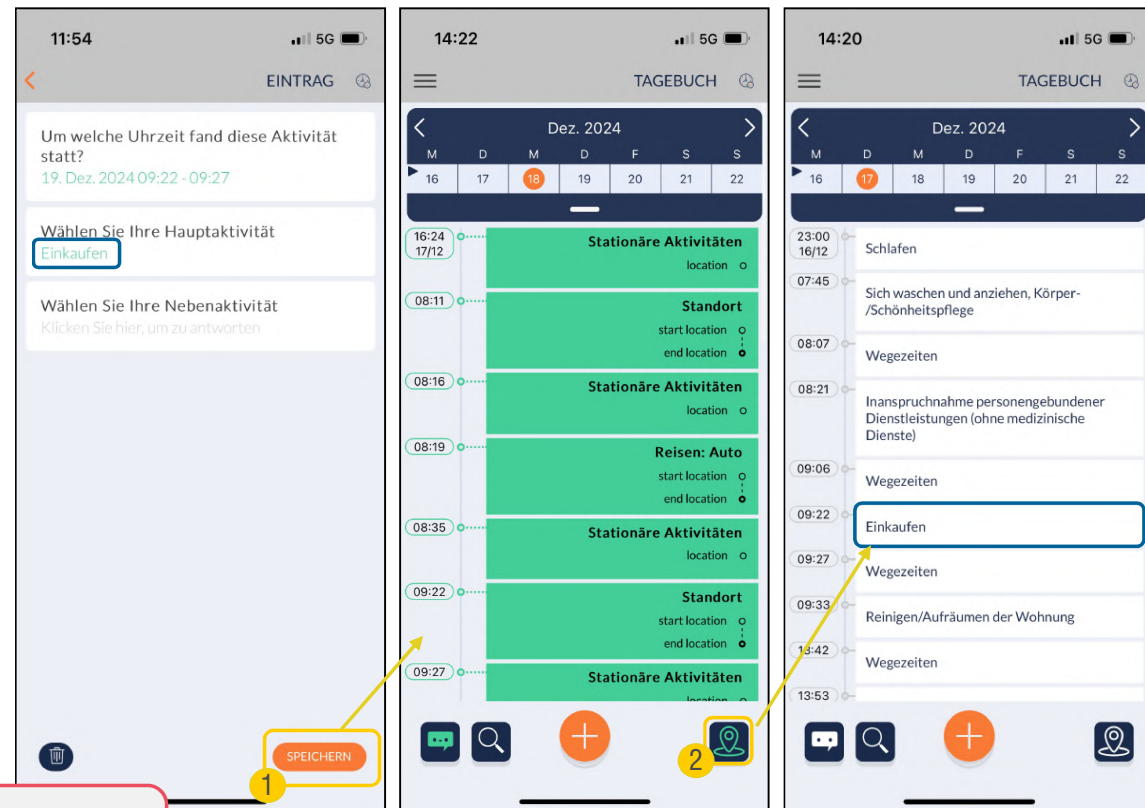 11:54
5G
EINTRAG
Um welche Uhrzeit fand diese Aktivität
statt?
19. Dez. 2024 09:22 - 09:27
Wählen Sie Ihre Hauptaktivität
Einkaufen
Wählen Sie Ihre Nebenaktivität
Klicken Sie hier, um zu antworten
SPEICHERN
1
14:22
5G
TAGEBUCH
Dez. 2024
M D M D F S S
16 17 18 19 20 21 22
16:24
17/12
Stationäre Aktivitäten
location
08:11
Standort
start location
end location
08:16
Stationäre Aktivitäten
location
08:19
Reisen: Auto
start location
end location
08:35
Stationäre Aktivitäten
location
09:22
Standort
start location
end location
09:27
Stationäre Aktivitäten
location
2
14:20
5G
TAGEBUCH
Dez. 2024
M D M D F S S
16 17 18 19 20 21 22
23:00
16/12
Schlafen
07:45
Sich waschen und anziehen, Körper-
/Schönheitspflege
08:07
Wegezeiten
08:21
Inanspruchnahme personengebundener
Dienstleistungen (ohne medizinische
Dienste)
09:06
Wegezeiten
09:22
Einkaufen
09:27
Wegezeiten
09:33
Reinigen/Aufräumen der Wohnung
13:42
Wegezeiten
13:53